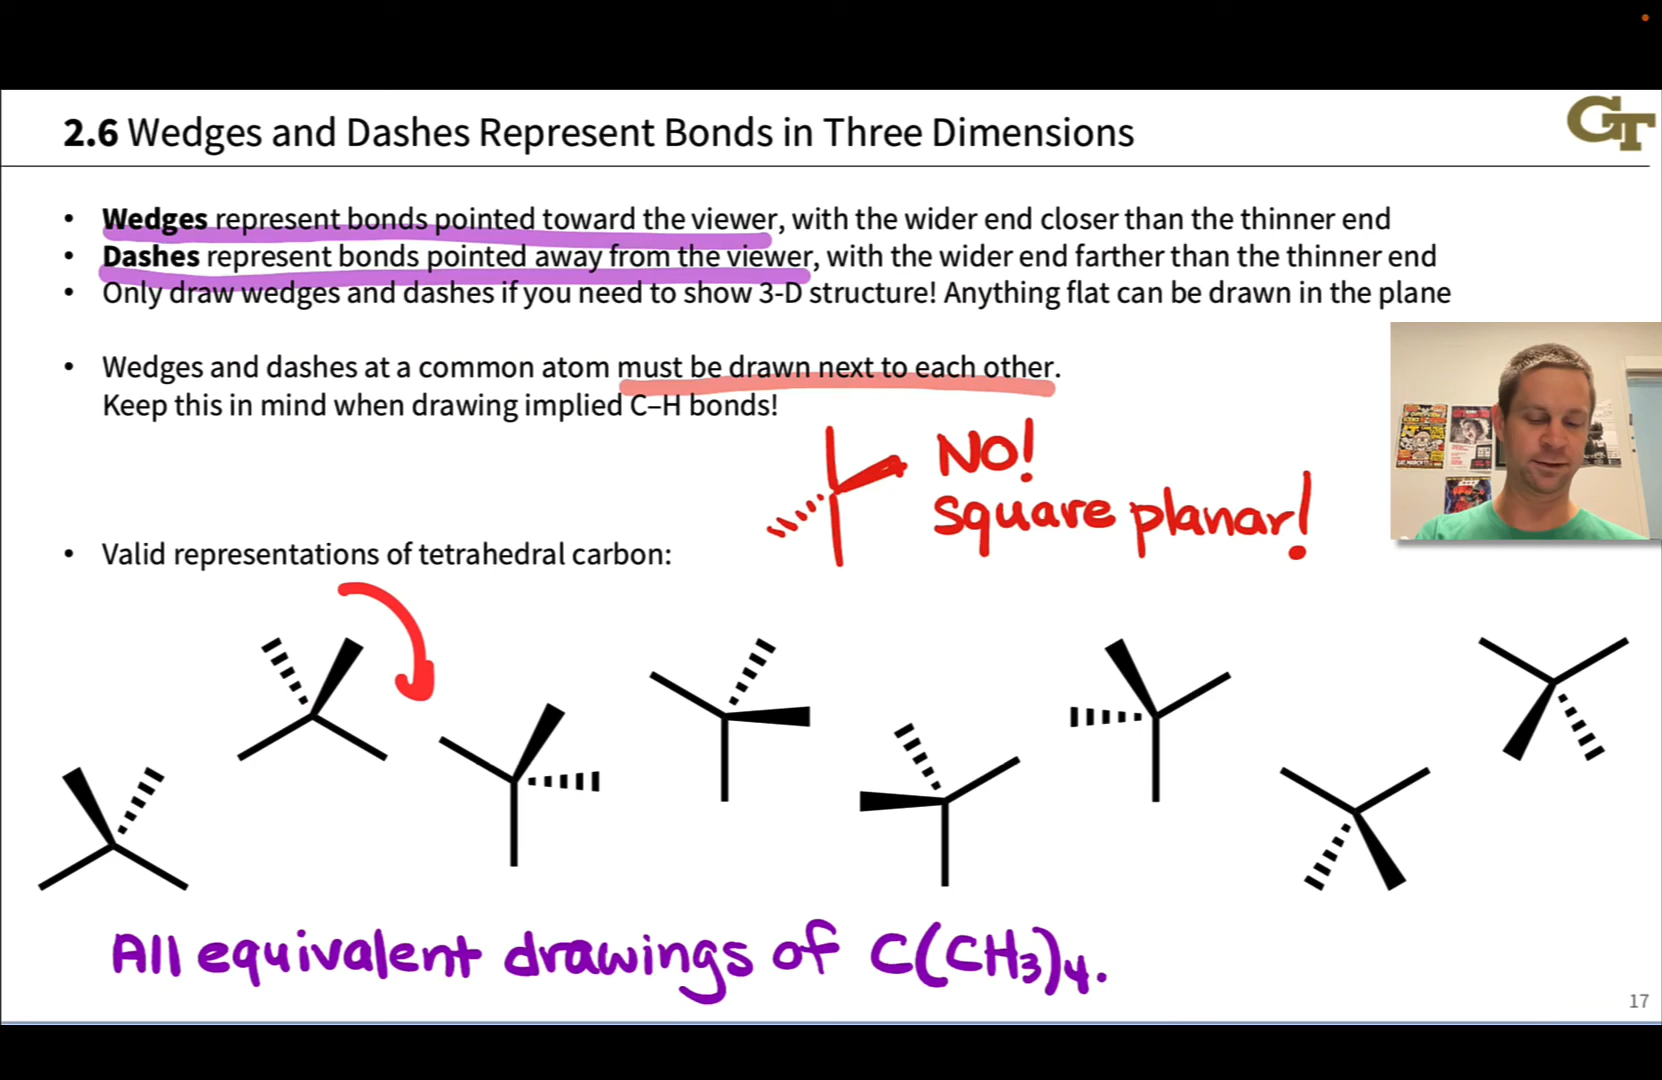 2.6 Wedges and Dashes Represent Bonds in Three Dimensions
GT
• Wedges represent bonds pointed toward the viewer, with the wider end closer than the thinner end
• Dashes represent bonds pointed away from the viewer, with the wider end farther than the thinner end
• Only draw wedges and dashes if you need to show 3-D structure! Anything flat can be drawn in the plane
• Wedges and dashes at a common atom must be drawn next to each other.
Keep this in mind when drawing implied C–H bonds!
NO!
square planar!
• Valid representations of tetrahedral carbon:
All equivalent drawings of C(CH₃)₄.
17